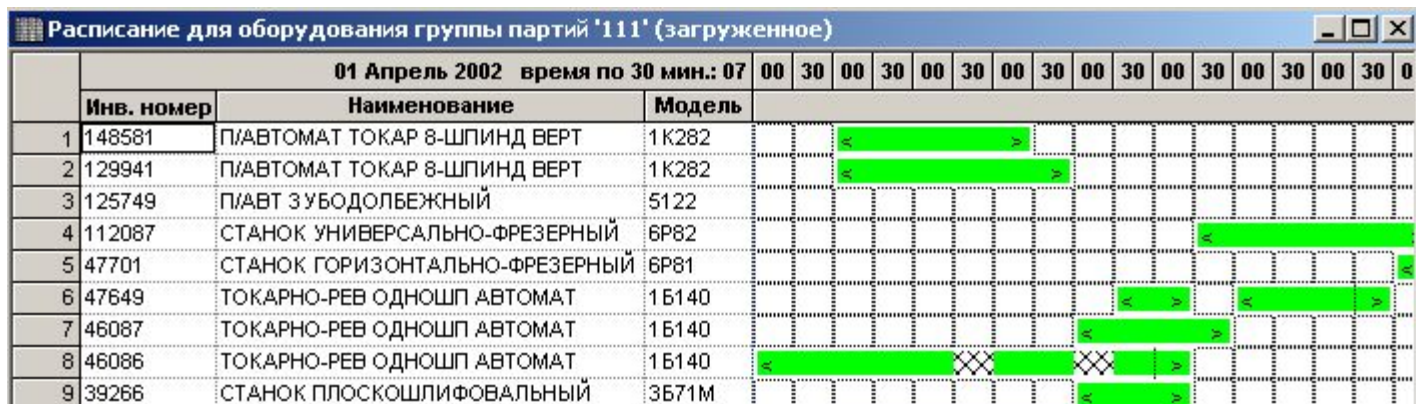 Расписание для оборудования группы партий '111' (загруженное)
01 Апрель 2002 время по 30 мин.: 07 00 30 00 30 00 30 00 30 00 30 00 30 00 30 00 30 0
Инв. номер Наименование Модель
1 148581 П/АВТОМАТ ТОКАР 8-ШПИНД ВЕРТ 1К282 < >
2 129941 П/АВТОМАТ ТОКАР 8-ШПИНД ВЕРТ 1К282 < >
3 125749 П/АВТ ЗУБОДОЛБЕЖНЫЙ 5122
4 112087 СТАНОК УНИВЕРСАЛЬНО-ФРЕЗЕРНЫЙ 6Р82 <
5 47701 СТАНОК ГОРИЗОНТАЛЬНО-ФРЕЗЕРНЫЙ 6Р81 <
6 47649 ТОКАРНО-РЕВ ОДНОШП АВТОМАТ 1Б140 < > < >
7 46087 ТОКАРНО-РЕВ ОДНОШП АВТОМАТ 1Б140 < >
8 46086 ТОКАРНО-РЕВ ОДНОШП АВТОМАТ 1Б140 < >
9 39266 СТАНОК ПЛОСКОШЛИФОВАЛЬНЫЙ 3Б71М < >